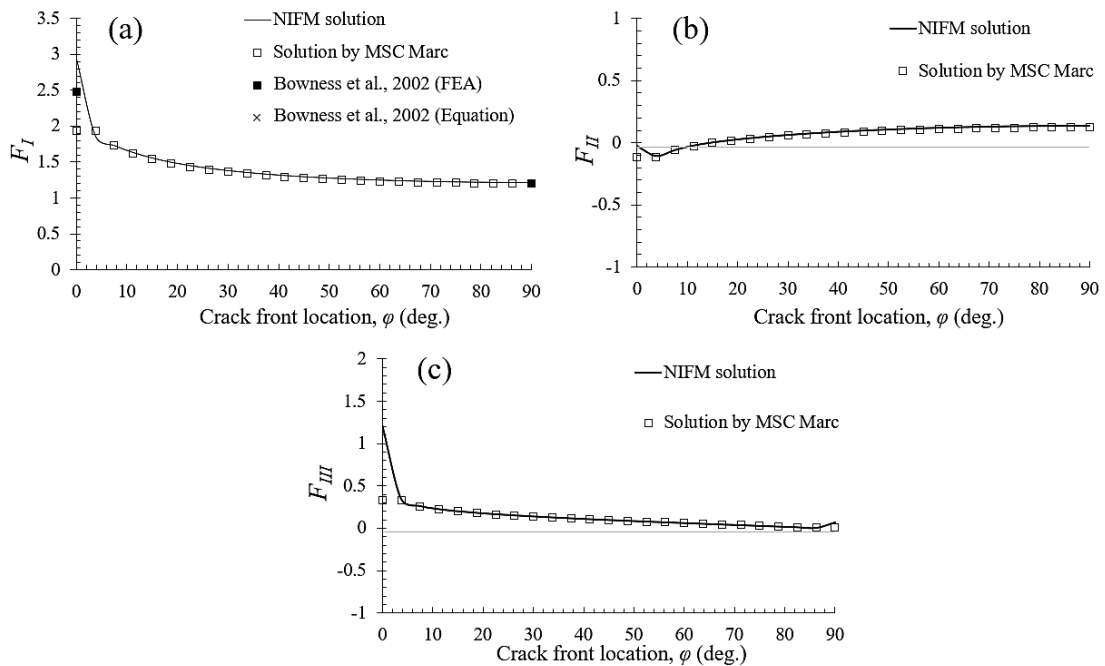 (a)
NIFM solution
Solution by MSC Marc
Bowness et al., 2002 (FEA)
Bowness et al., 2002 (Equation)
3.5
3
2.5
2
1.5
1
0.5
0
F_I
0 10 20 30 40 50 60 70 80 90
Crack front location, φ (deg.)
(b)
NIFM solution
Solution by MSC Marc
1
0.5
0
-0.5
-1
F_II
0 10 20 30 40 50 60 70 80 90
Crack front location, φ (deg.)
(c)
NIFM solution
Solution by MSC Marc
2
1.5
1
0.5
0
-0.5
-1
F_III
0 10 20 30 40 50 60 70 80 90
Crack front location, φ (deg.)